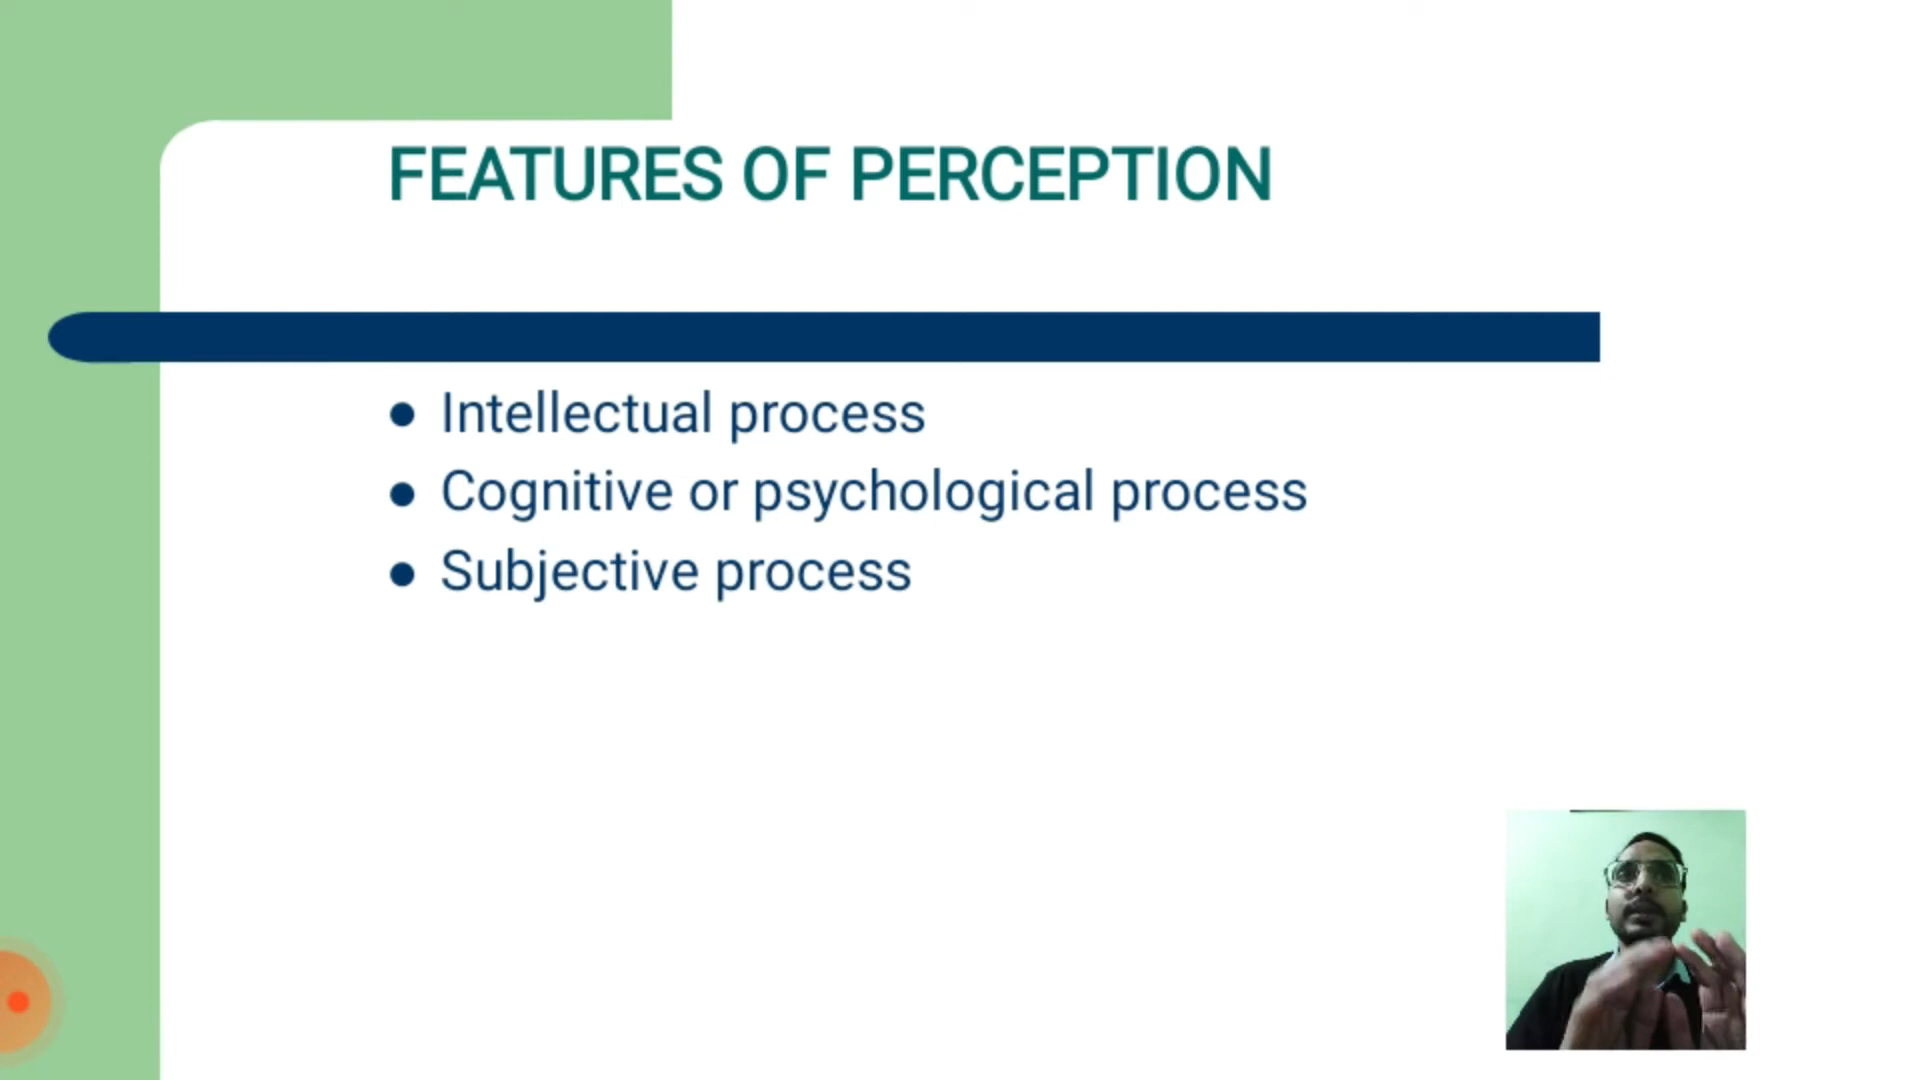 FEATURES OF PERCEPTION
Intellectual process
Cognitive or psychological process
Subjective process